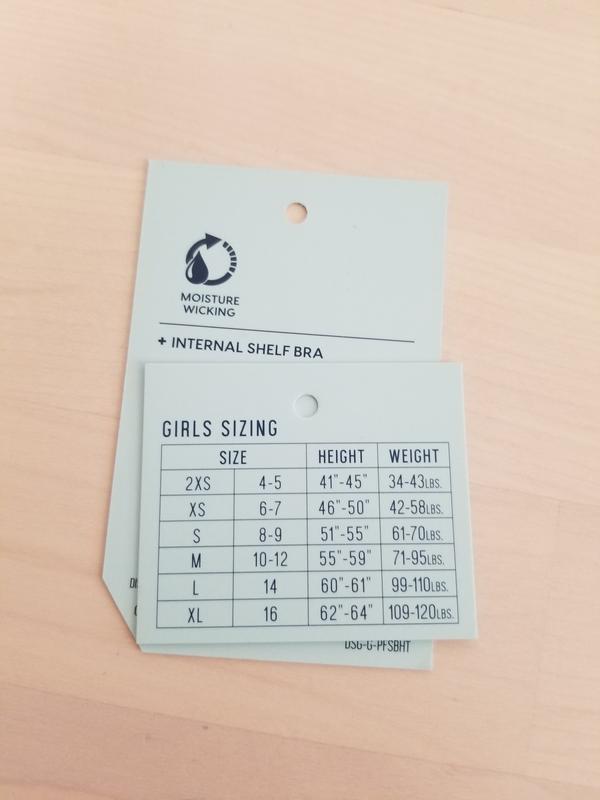 MOISTURE
WICKING
+ INTERNAL SHELF BRA
GIRLS SIZING
SIZE HEIGHT WEIGHT
2XS 4-5 41"-45" 34-43LBS.
XS 6-7 46"-50" 42-58LBS.
S 8-9 51"-55" 61-70LBS.
M 10-12 55"-59" 71-95LBS.
L 14 60"-61" 99-110LBS.
XL 16 62"-64" 109-120LBS.
DSG-G-PFSBHT